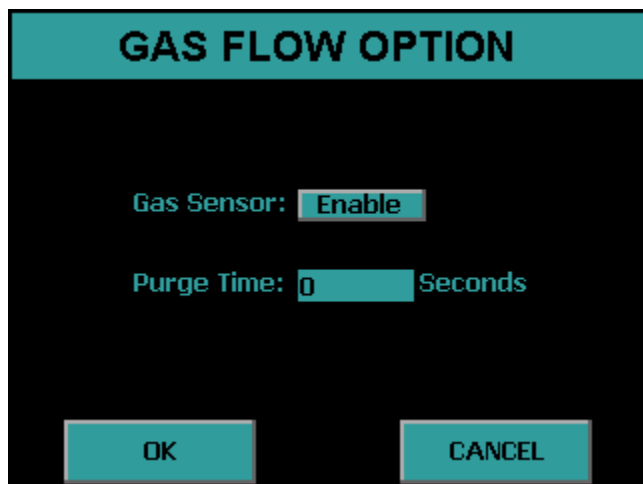 GAS FLOW OPTION
Gas Sensor: Enable
Purge Time: 0 Seconds
OK CANCEL